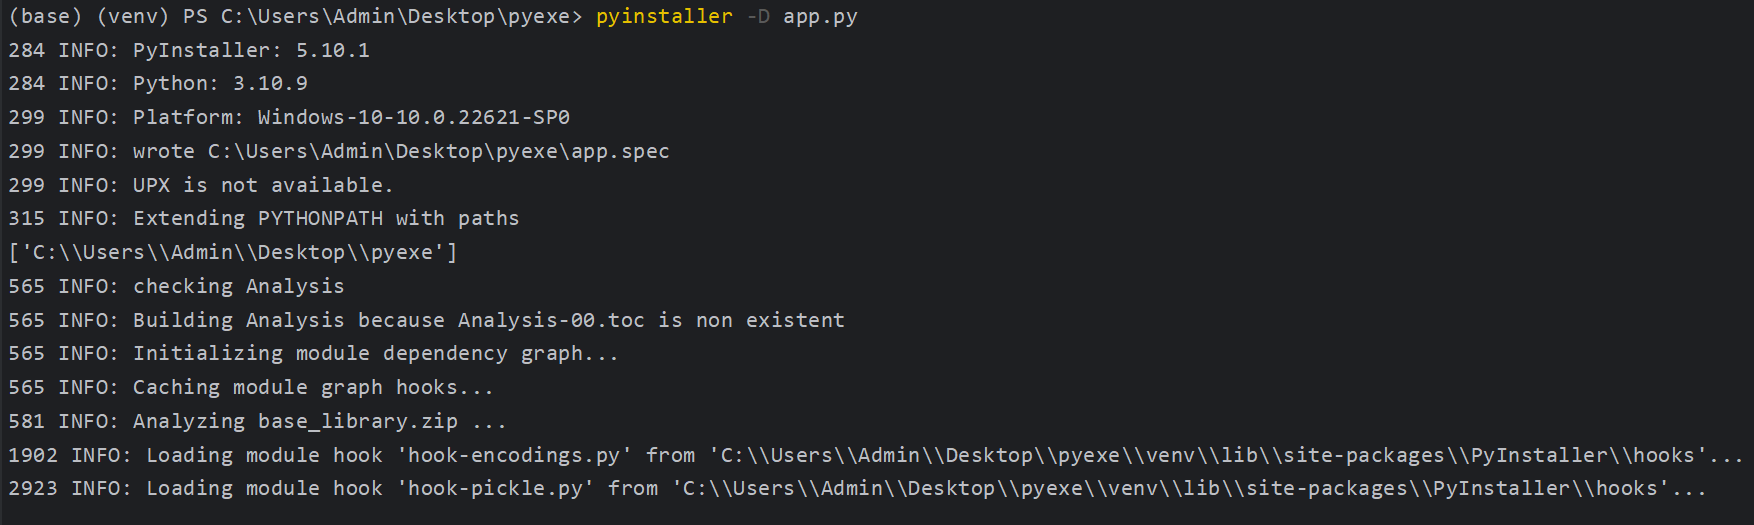 (base) (venv) PS C:\Users\Admin\Desktop\pyexe> pyinstaller -D app.py
284 INFO: PyInstaller: 5.10.1
284 INFO: Python: 3.10.9
299 INFO: Platform: Windows-10-10.0.22621-SP0
299 INFO: wrote C:\Users\Admin\Desktop\pyexe\app.spec
299 INFO: UPX is not available.
315 INFO: Extending PYTHONPATH with paths
['C:\\Users\\Admin\\Desktop\\pyexe']
565 INFO: checking Analysis
565 INFO: Building Analysis because Analysis-00.toc is non existent
565 INFO: Initializing module dependency graph...
565 INFO: Caching module graph hooks...
581 INFO: Analyzing base_library.zip ...
1902 INFO: Loading module hook 'hook-encodings.py' from 'C:\\Users\\Admin\\Desktop\\pyexe\\venv\\lib\\site-packages\\PyInstaller\\hooks'...
2923 INFO: Loading module hook 'hook-pickle.py' from 'C:\\Users\\Admin\\Desktop\\pyexe\\venv\\lib\\site-packages\\PyInstaller\\hooks'...